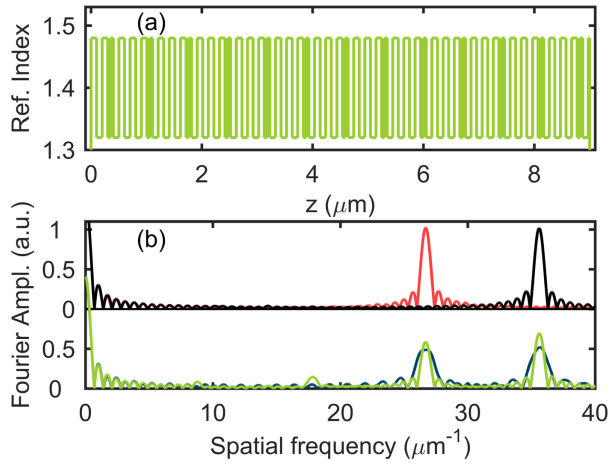 (a)
Ref. Index
1.5
1.4
1.3
0 2 4 6 8
z (μm)
(b)
Fourier Ampl. (a.u.)
1
0.5
0
0.5
0
0 10 20 30 40
Spatial frequency (μm-1)